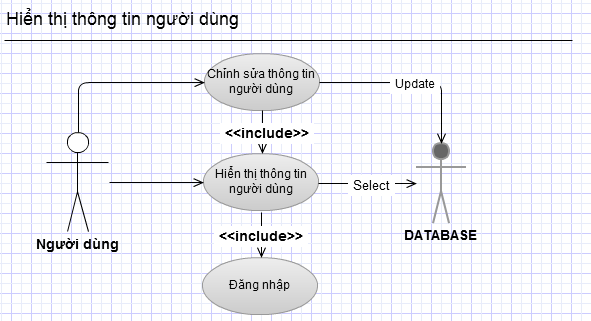 Hiển thị thông tin người dùng
Chỉnh sửa thông tin
người dùng
Update
<<include>>
Hiển thị thông tin
người dùng
Select
Người dùng
DATABASE
<<include>>
Đăng nhập